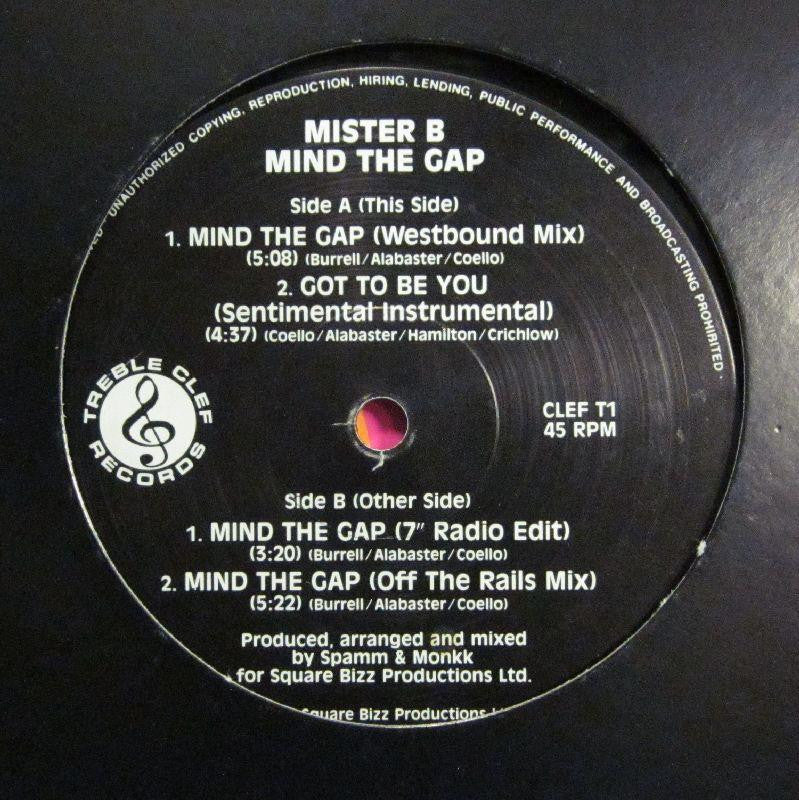 UNAUTHORIZED COPYING, REPRODUCTION, HIRING, LENDING, PUBLIC PERFORMANCE AND BROADCASTING PROHIBITED
MISTER B
MIND THE GAP
Side A (This Side)
1. MIND THE GAP (Westbound Mix)
(5:08) (Burrell/Alabaster/Coello)
2. GOT TO BE YOU
(Sentimental Instrumental)
(4:37) (Coello/Alabaster/Hamilton/Crichlow)
TREBLE CLEF
RECORDS
CLEF T1
45 RPM
Side B (Other Side)
1. MIND THE GAP (7" Radio Edit)
(3:20) (Burrell/Alabaster/Coello)
2. MIND THE GAP (Off The Rails Mix)
(5:22) (Burrell/Alabaster/Coello)
Produced, arranged and mixed
by Spamm & Monkk
for Square Bizz Productions Ltd.
Square Bizz Productions